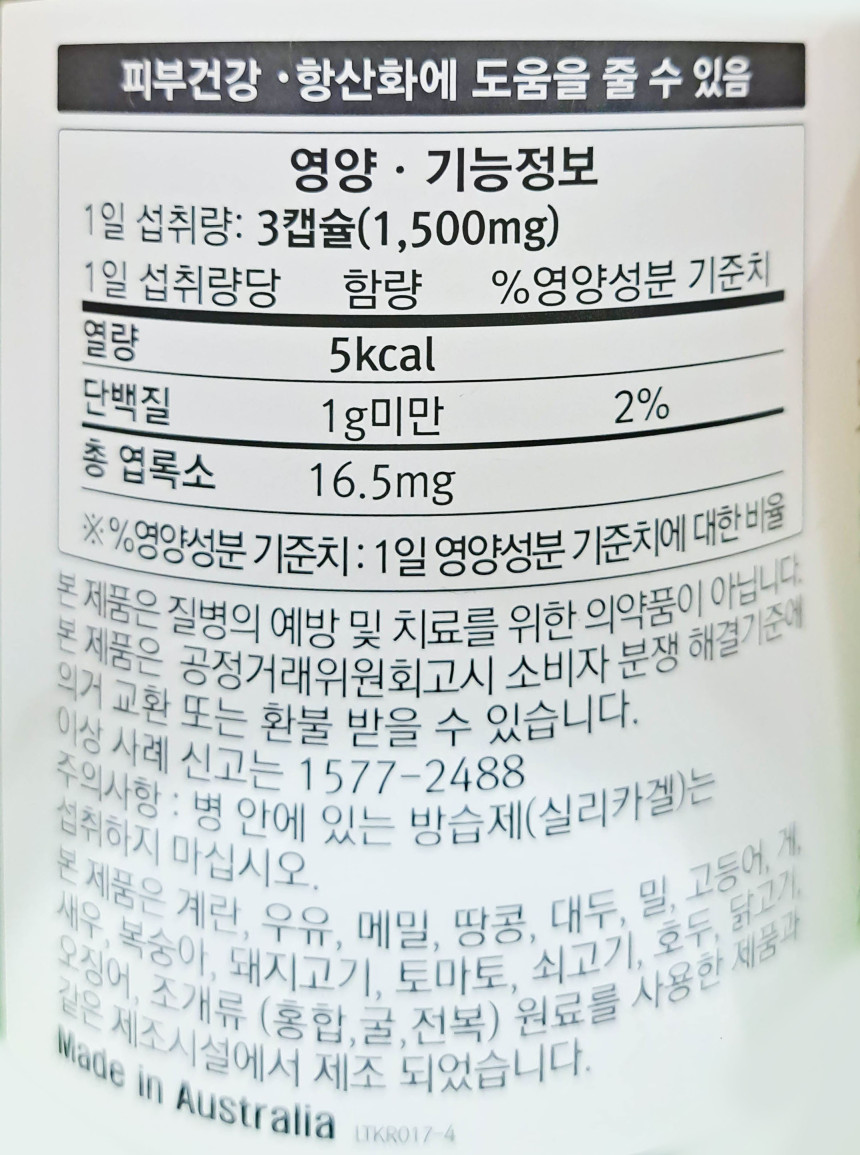 피부건강 •항산화에 도움을 줄 수 있음
영양 · 기능정보
1일 섭취량: 3캡슐(1,500mg)
1일 섭취량당 함량 %영양성분 기준치
열량 5kcal
단백질 1g미만 2%
총 엽록소 16.5mg
※%영양성분 기준치 : 1일 영양성분 기준치에 대한 비율
본 제품은 질병의 예방 및 치료를 위한 의약품이 아닙니다.
본 제품은 공정거래위원회고시 소비자 분쟁 해결기준에
의거 교환 또는 환불 받을 수 있습니다.
이상 사례 신고는 1577-2488
주의사항 : 병 안에 있는 방습제(실리카겔)는
섭취하지 마십시오.
본 제품은 계란, 우유, 메밀, 땅콩, 대두, 밀, 고등어, 게,
새우, 복숭아, 돼지고기, 토마토, 쇠고기, 호두, 닭고기,
오징어, 조개류 (홍합,굴,전복) 원료를 사용한 제품과
같은 제조시설에서 제조 되었습니다.
Made in Australia LTKR017-4